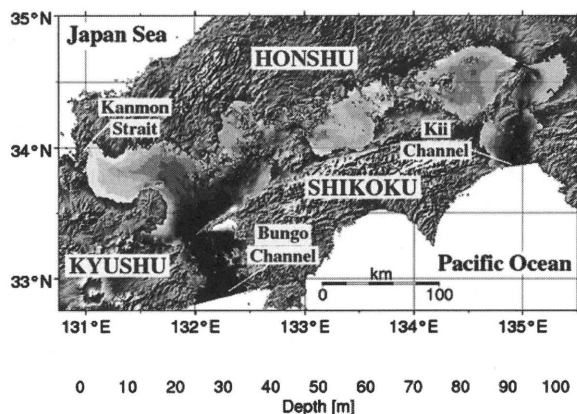 35°N
Japan Sea
HONSHU
Kanmon
Strait
Kii
Channel
34°N
SHIKOKU
Bungo
Channel
KYUSHU
Pacific Ocean
33°N
km
0 100
131°E 132°E 133°E 134°E 135°E
0 10 20 30 40 50 60 70 80 90 100
Depth [m]